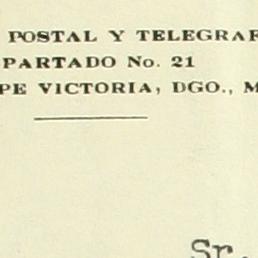 POSTAL Y TELEGRAF
PARTADO No. 21
PE VICTORIA, DGO., M
Sr.